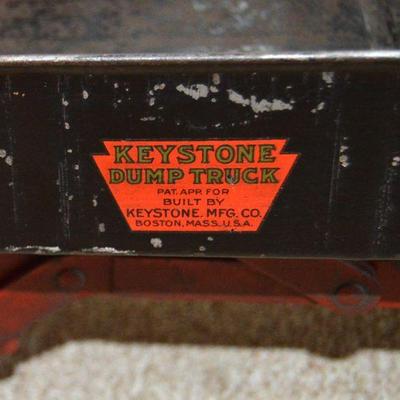 KEYSTONE
DUMP TRUCK
PAT. APR. FOR
BUILT BY
KEYSTONE. MFG. CO.
BOSTON, MASS. U.S.A.